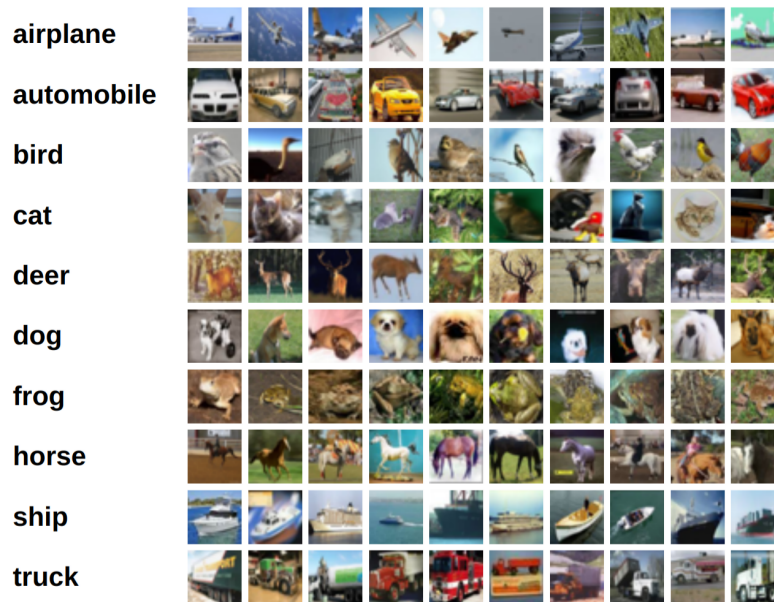 airplane
automobile
bird
cat
deer
dog
frog
horse
ship
truck